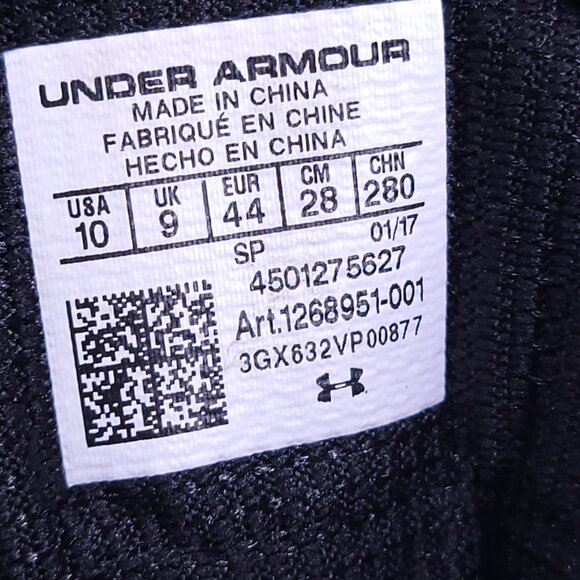 UNDER ARMOUR
MADE IN CHINA
FABRIQUÉ EN CHINE
HECHO EN CHINA
USA UK EUR CM CHN
10 9 44 28 280
SP 01/17
4501275627
Art.1268951-001
3GX632VP00877